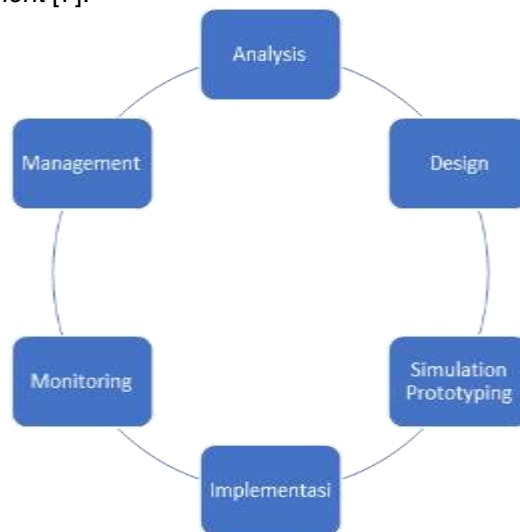 Analysis
Design
Simulation
Prototyping
Implementasi
Monitoring
Management